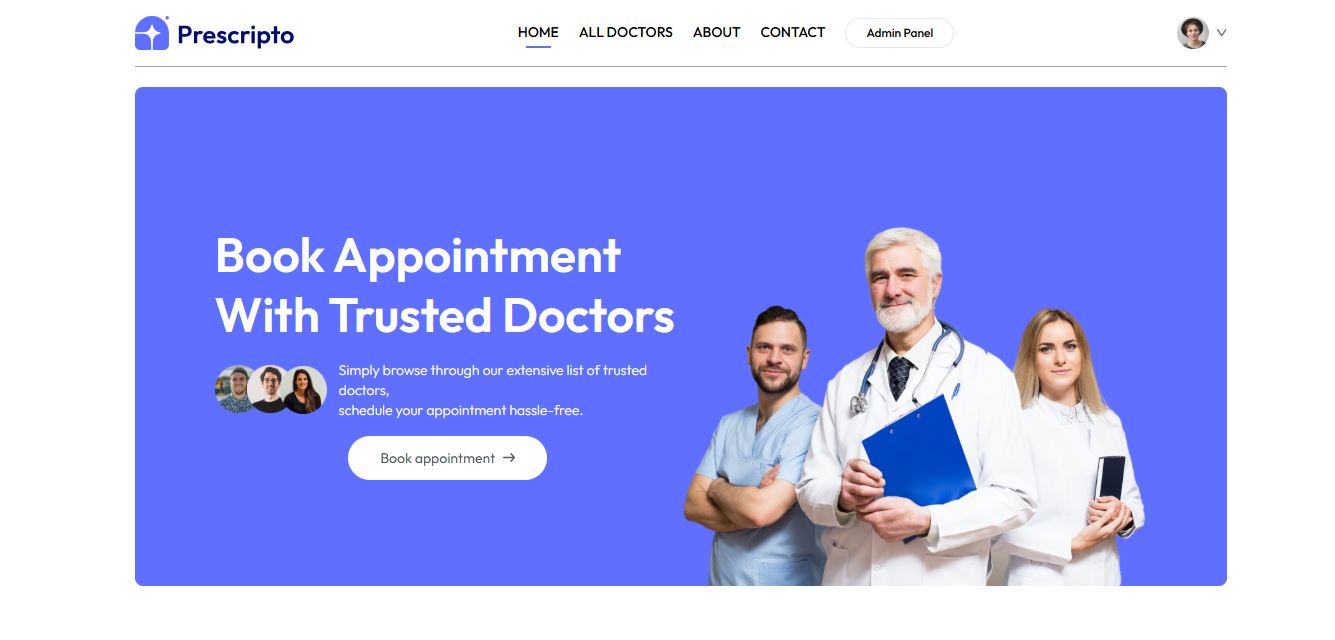 Prescripto
HOME
ALL DOCTORS
ABOUT
CONTACT
Admin Panel
Book Appointment
With Trusted Doctors
Simply browse through our extensive list of trusted
doctors,
schedule your appointment hassle-free.
Book appointment →